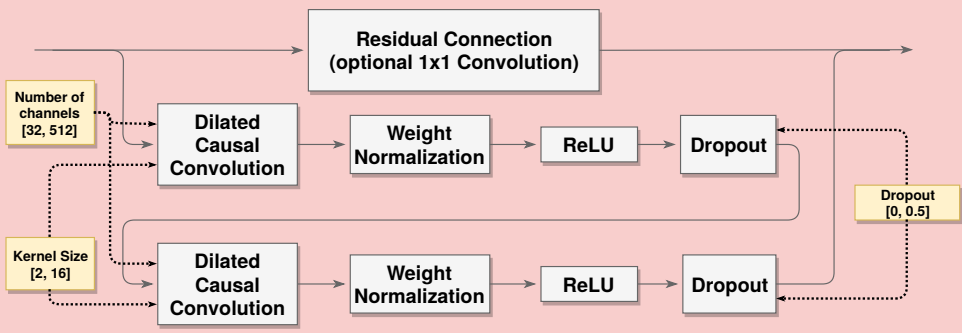 Residual Connection
(optional 1x1 Convolution)
Number of
channels
[32, 512]
Dilated
Causal
Convolution
Weight
Normalization
ReLU
Dropout
Dropout
[0, 0.5]
Kernel Size
[2, 16]
Dilated
Causal
Convolution
Weight
Normalization
ReLU
Dropout